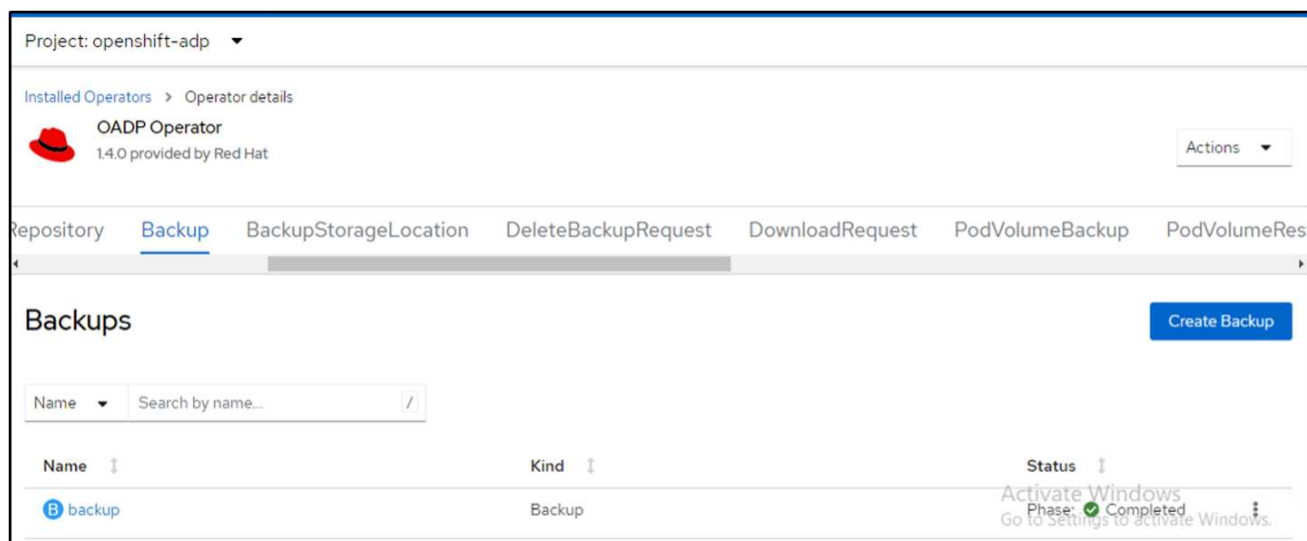 Project: openshift-adp
Installed Operators > Operator details
OADP Operator
1.4.0 provided by Red Hat
Actions
Repository Backup BackupStorageLocation DeleteBackupRequest DownloadRequest PodVolumeBackup PodVolumeRes
Backups
Create Backup
Name Search by name... /
Name Kind Status
B backup Backup Phase: Completed
Activate Windows
Go to Settings to activate Windows.